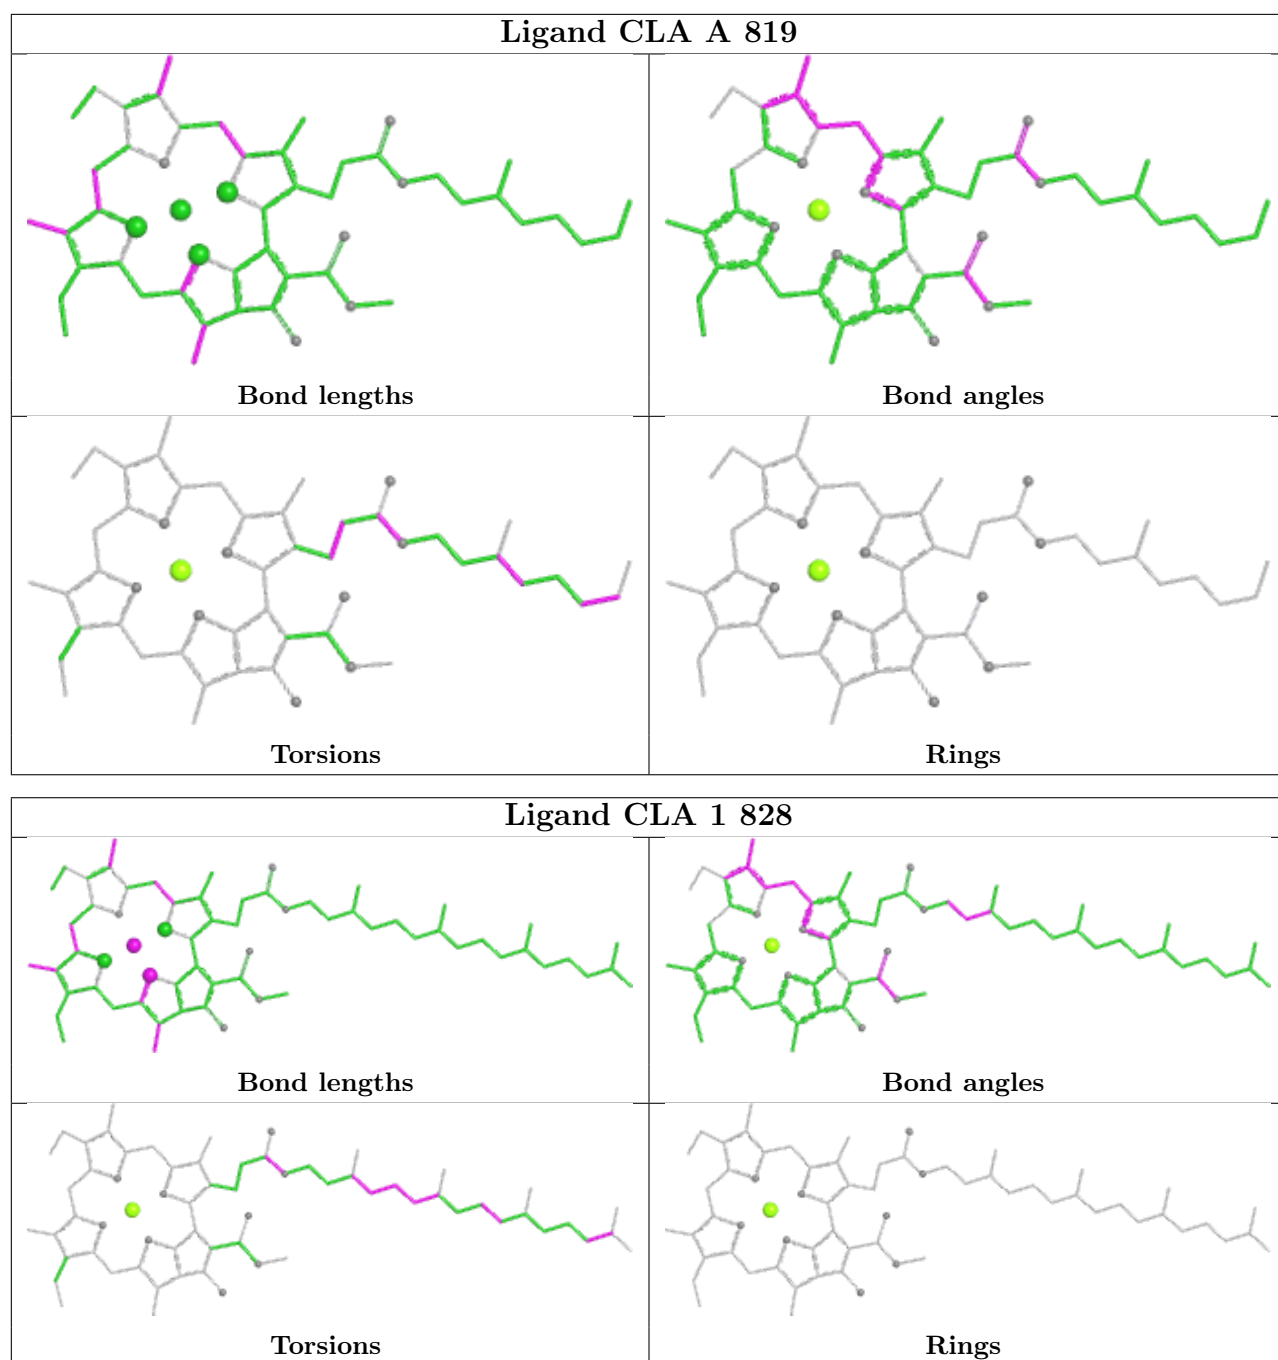 Ligand CLA A 819
Bond lengths
Bond angles
Torsions
Rings
Ligand CLA 1 828
Bond lengths
Bond angles
Torsions
Rings